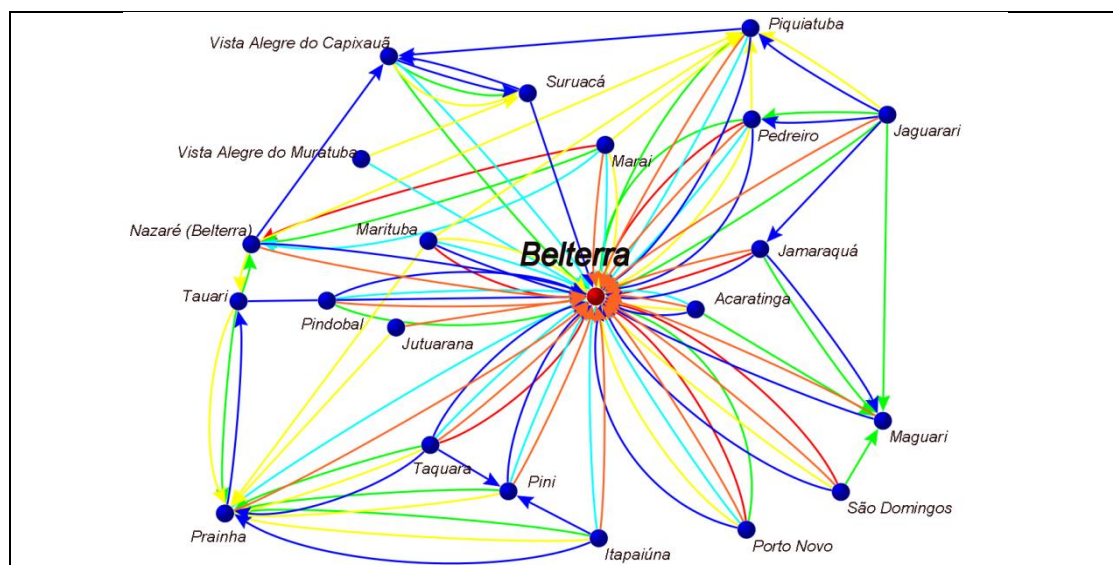 Piquiatuba
Vista Alegre do Capixauã
Suruacá
Pedreiro
Jaguarari
Vista Alegre do Muratuba
Marai
Nazaré (Belterra)
Marituba
Belterra
Jamaraquá
Tauari
Pindobal
Acaratinga
Jutuarana
Maguari
Taquara
Pini
São Domingos
Prainha
Itapaiúna
Porto Novo